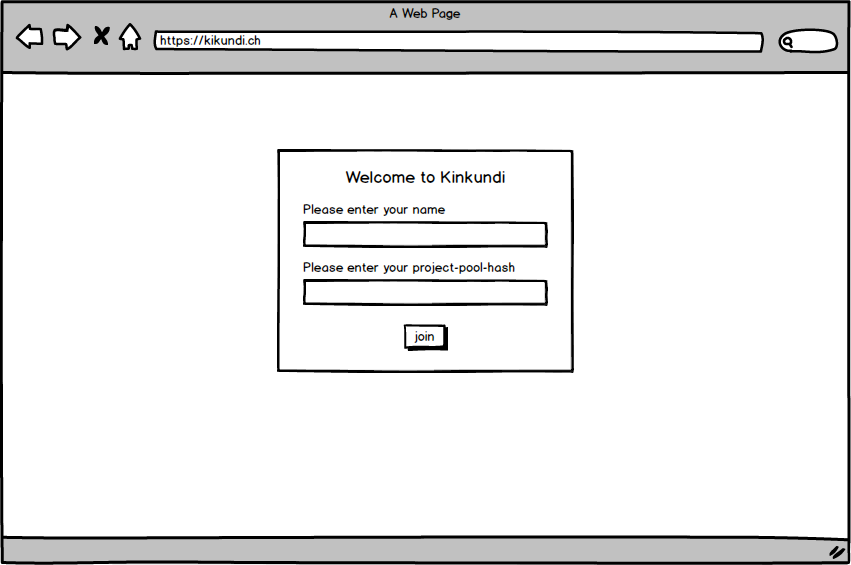 A Web Page
https://kikundi.ch
Welcome to Kinkundi
Please enter your name
Please enter your project-pool-hash
join